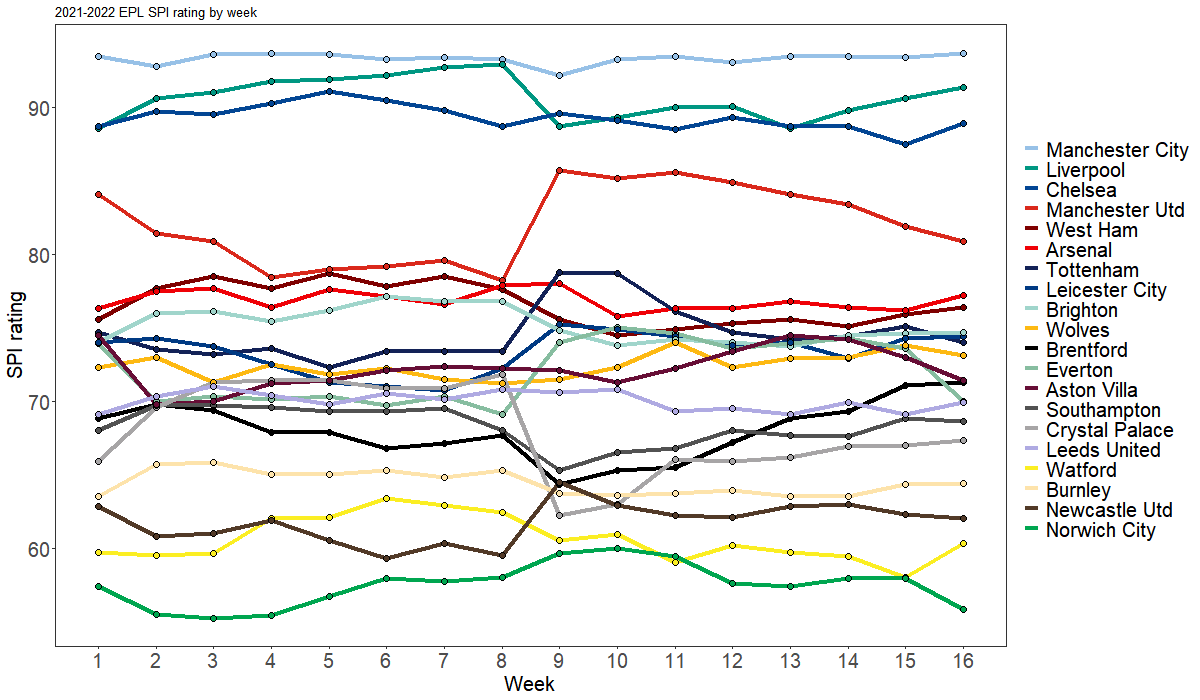 2021-2022 EPL SPI rating by week
SPI rating
90
80
70
60
1 2 3 4 5 6 7 8 9 10 11 12 13 14 15 16
Week
Manchester City
Liverpool
Chelsea
Manchester Utd
West Ham
Arsenal
Tottenham
Leicester City
Brighton
Wolves
Brentford
Everton
Aston Villa
Southampton
Crystal Palace
Leeds United
Watford
Burnley
Newcastle Utd
Norwich City